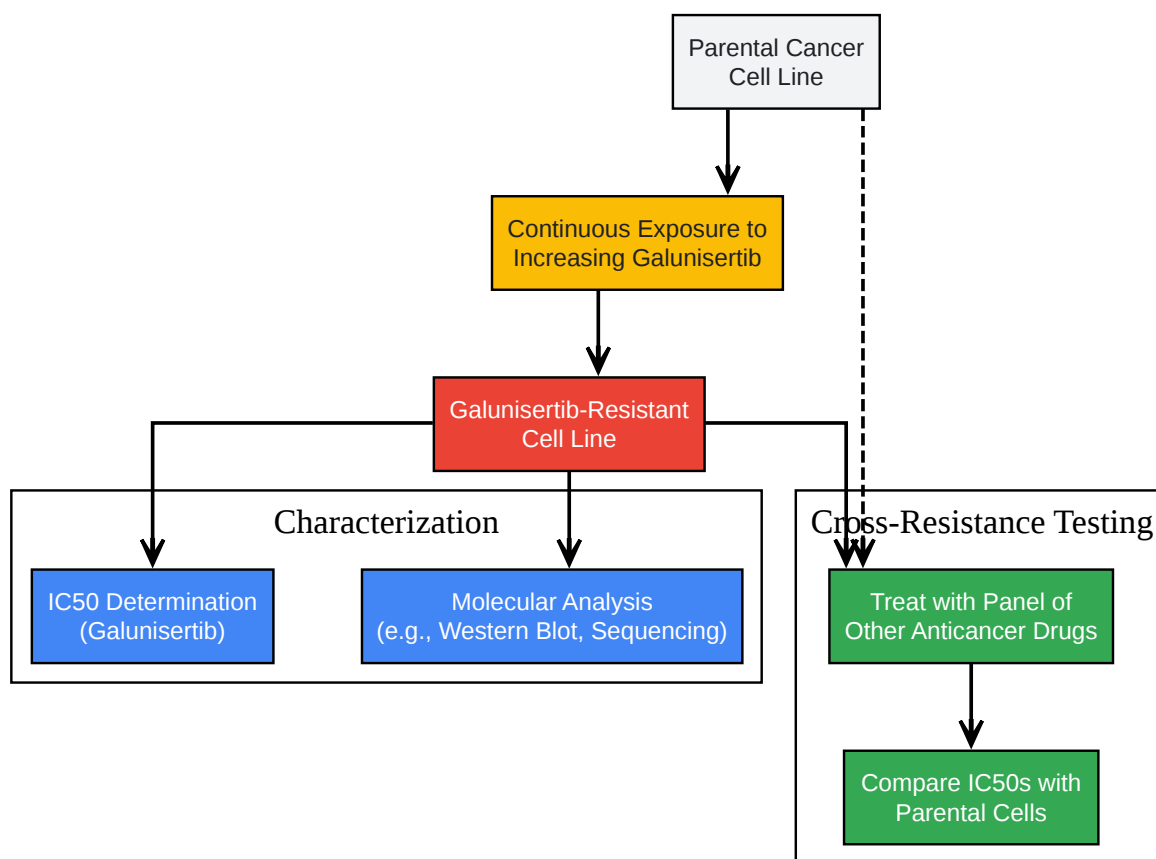 Parental Cancer
Cell Line
Continuous Exposure to
Increasing Galunisertib
Galunisertib-Resistant
Cell Line
Characterization
IC50 Determination
(Galunisertib)
Molecular Analysis
(e.g., Western Blot, Sequencing)
Cross-Resistance Testing
Treat with Panel of
Other Anticancer Drugs
Compare IC50s with
Parental Cells